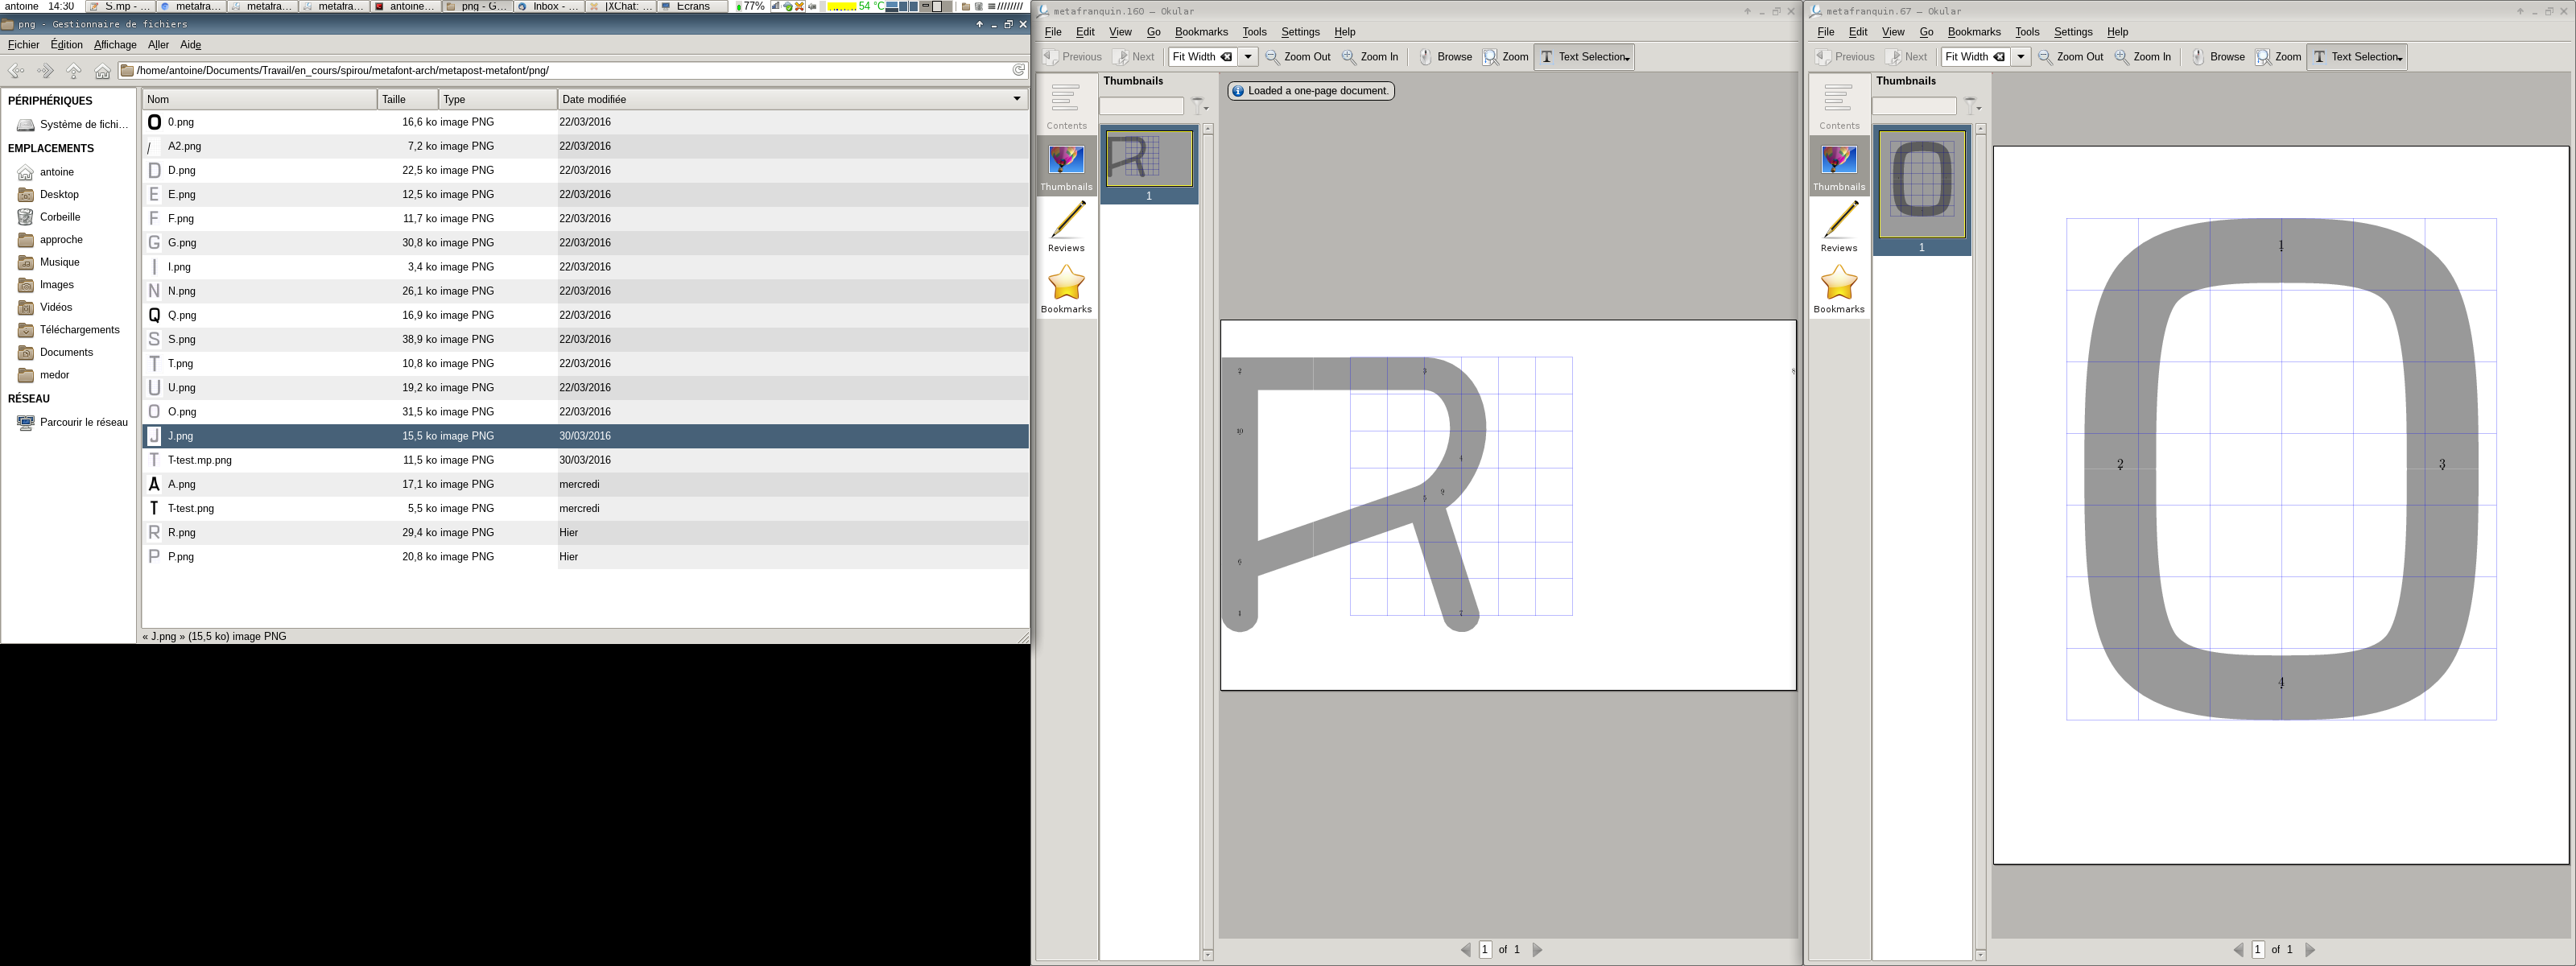 antoine 14:30 S.mp - ... metafra... metafra... metafra... antoine... png - G... Inbox - ... [XChat: ... Écrans 77% 54 °C
png - Gestionnaire de fichiers
Fichier Édition Affichage Aller Aide
/home/antoine/Documents/Travail/en_cours/spirou/metafont-arch/metapost-metafont/png/
PÉRIPHÉRIQUES
Système de fichi...
EMPLACEMENTS
antoine
Desktop
Corbeille
approche
Musique
Images
Vidéos
Téléchargements
Documents
medor
RÉSEAU
Parcourir le réseau
Nom Taille Type Date modifiée
0.png 16,6 ko image PNG 22/03/2016
A2.png 7,2 ko image PNG 22/03/2016
D.png 22,5 ko image PNG 22/03/2016
E.png 12,5 ko image PNG 22/03/2016
F.png 11,7 ko image PNG 22/03/2016
G.png 30,8 ko image PNG 22/03/2016
I.png 3,4 ko image PNG 22/03/2016
N.png 26,1 ko image PNG 22/03/2016
Q.png 16,9 ko image PNG 22/03/2016
S.png 38,9 ko image PNG 22/03/2016
T.png 10,8 ko image PNG 22/03/2016
U.png 19,2 ko image PNG 22/03/2016
O.png 31,5 ko image PNG 22/03/2016
J.png 15,5 ko image PNG 30/03/2016
T-test.mp.png 11,5 ko image PNG 30/03/2016
A.png 17,1 ko image PNG mercredi
T-test.png 5,5 ko image PNG mercredi
R.png 29,4 ko image PNG Hier
P.png 20,8 ko image PNG Hier
« J.png » (15,5 ko) image PNG
metafranquin.160 – Okular
File Edit View Go Bookmarks Tools Settings Help
Previous Next Fit Width Zoom Out Zoom In Browse Zoom Text Selection
Contents
Thumbnails
Reviews
Bookmarks
Thumbnails
1
Loaded a one-page document.
R
2 3
10
4
5 9
6
1 7
1 of 1
metafranquin.67 – Okular
File Edit View Go Bookmarks Tools Settings Help
Previous Next Fit Width Zoom Out Zoom In Browse Zoom Text Selection
Contents
Thumbnails
Reviews
Bookmarks
Thumbnails
1
O
1
2 3
4
1 of 1